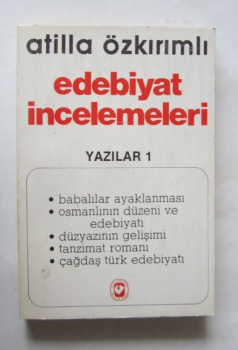 atilla özkırımlı
edebiyat
incelemeleri
YAZILAR 1
• babalılar ayaklanması
• osmanlının düzeni ve
edebiyatı
• düzyazının gelişimi
• tanzimat romanı
• çağdaş türk edebiyatı